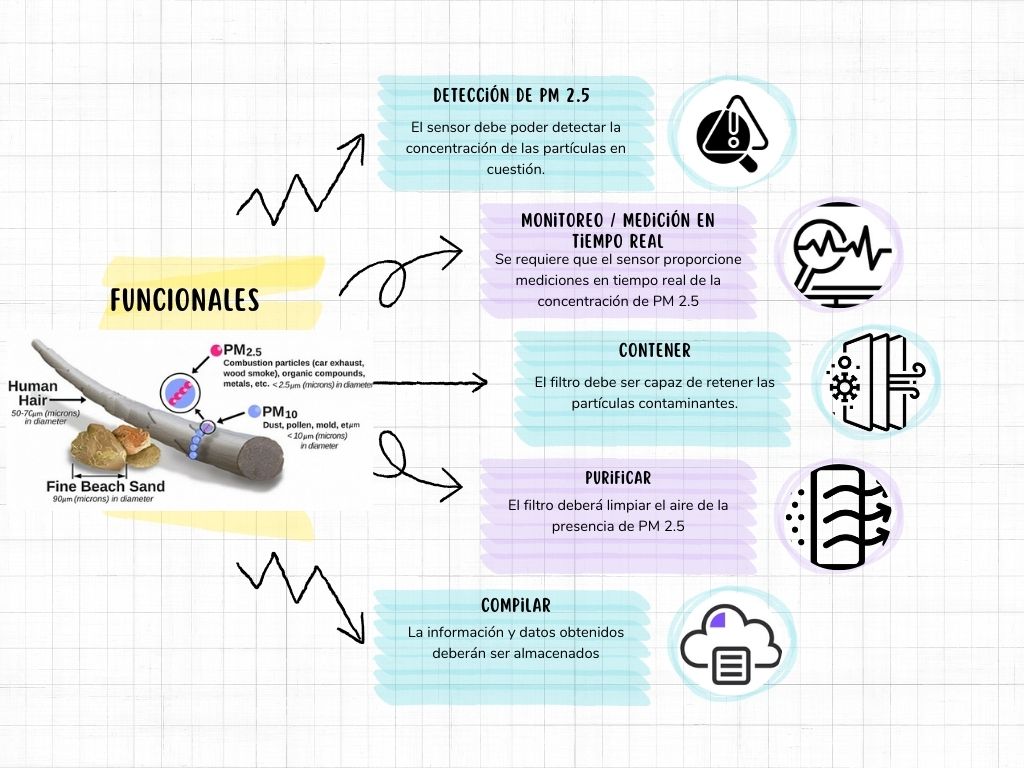 DETECCIÓN DE PM 2.5
El sensor debe poder detectar la
concentración de las partículas en
cuestión.
MONITOREO / MEDICIÓN EN
TIEMPO REAL
Se requiere que el sensor proporcione
mediciones en tiempo real de la
concentración de PM 2.5
FUNCIONALES
PM2.5
Combustion particles (car exhaust,
wood smoke), organic compounds,
metals, etc. < 2.5µm (microns) in diameter
Human
Hair
50-70µm (microns)
in diameter
PM10
Dust, pollen, mold, etµm
< 10µm (microns)
in diameter
Fine Beach Sand
90µm (microns) in diameter
CONTENER
El filtro debe ser capaz de retener las
partículas contaminantes.
PURIFICAR
El filtro deberá limpiar el aire de la
presencia de PM 2.5
COMPILAR
La información y datos obtenidos
deberán ser almacenados